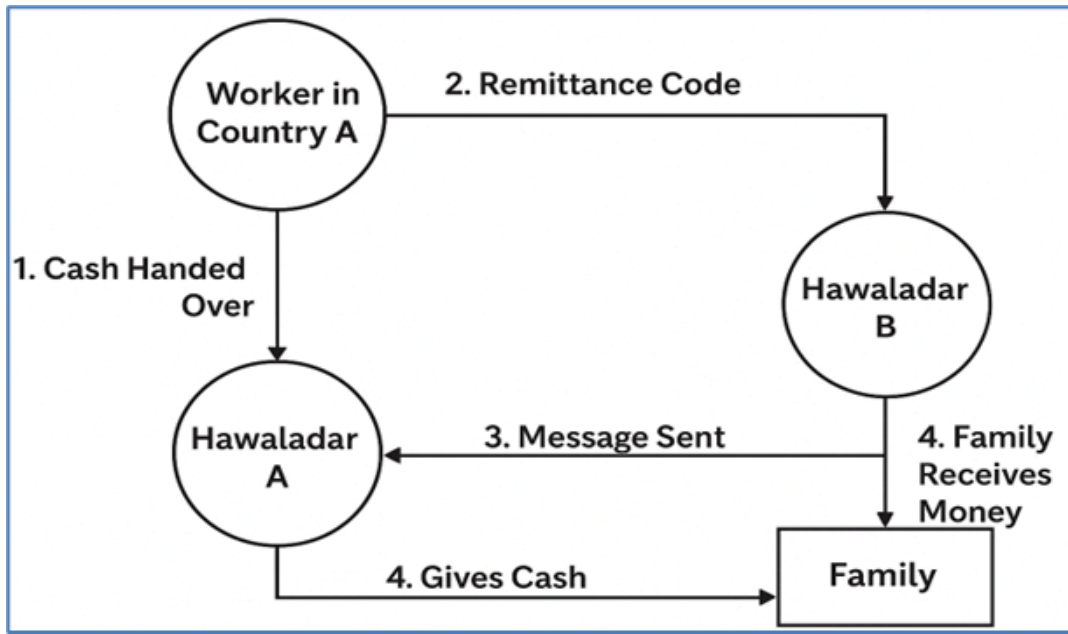 Worker in
Country A
2. Remittance Code
1. Cash Handed
Over
Hawaladar
B
Hawaladar
A
3. Message Sent
4. Family
Receives
Money
4. Gives Cash
Family